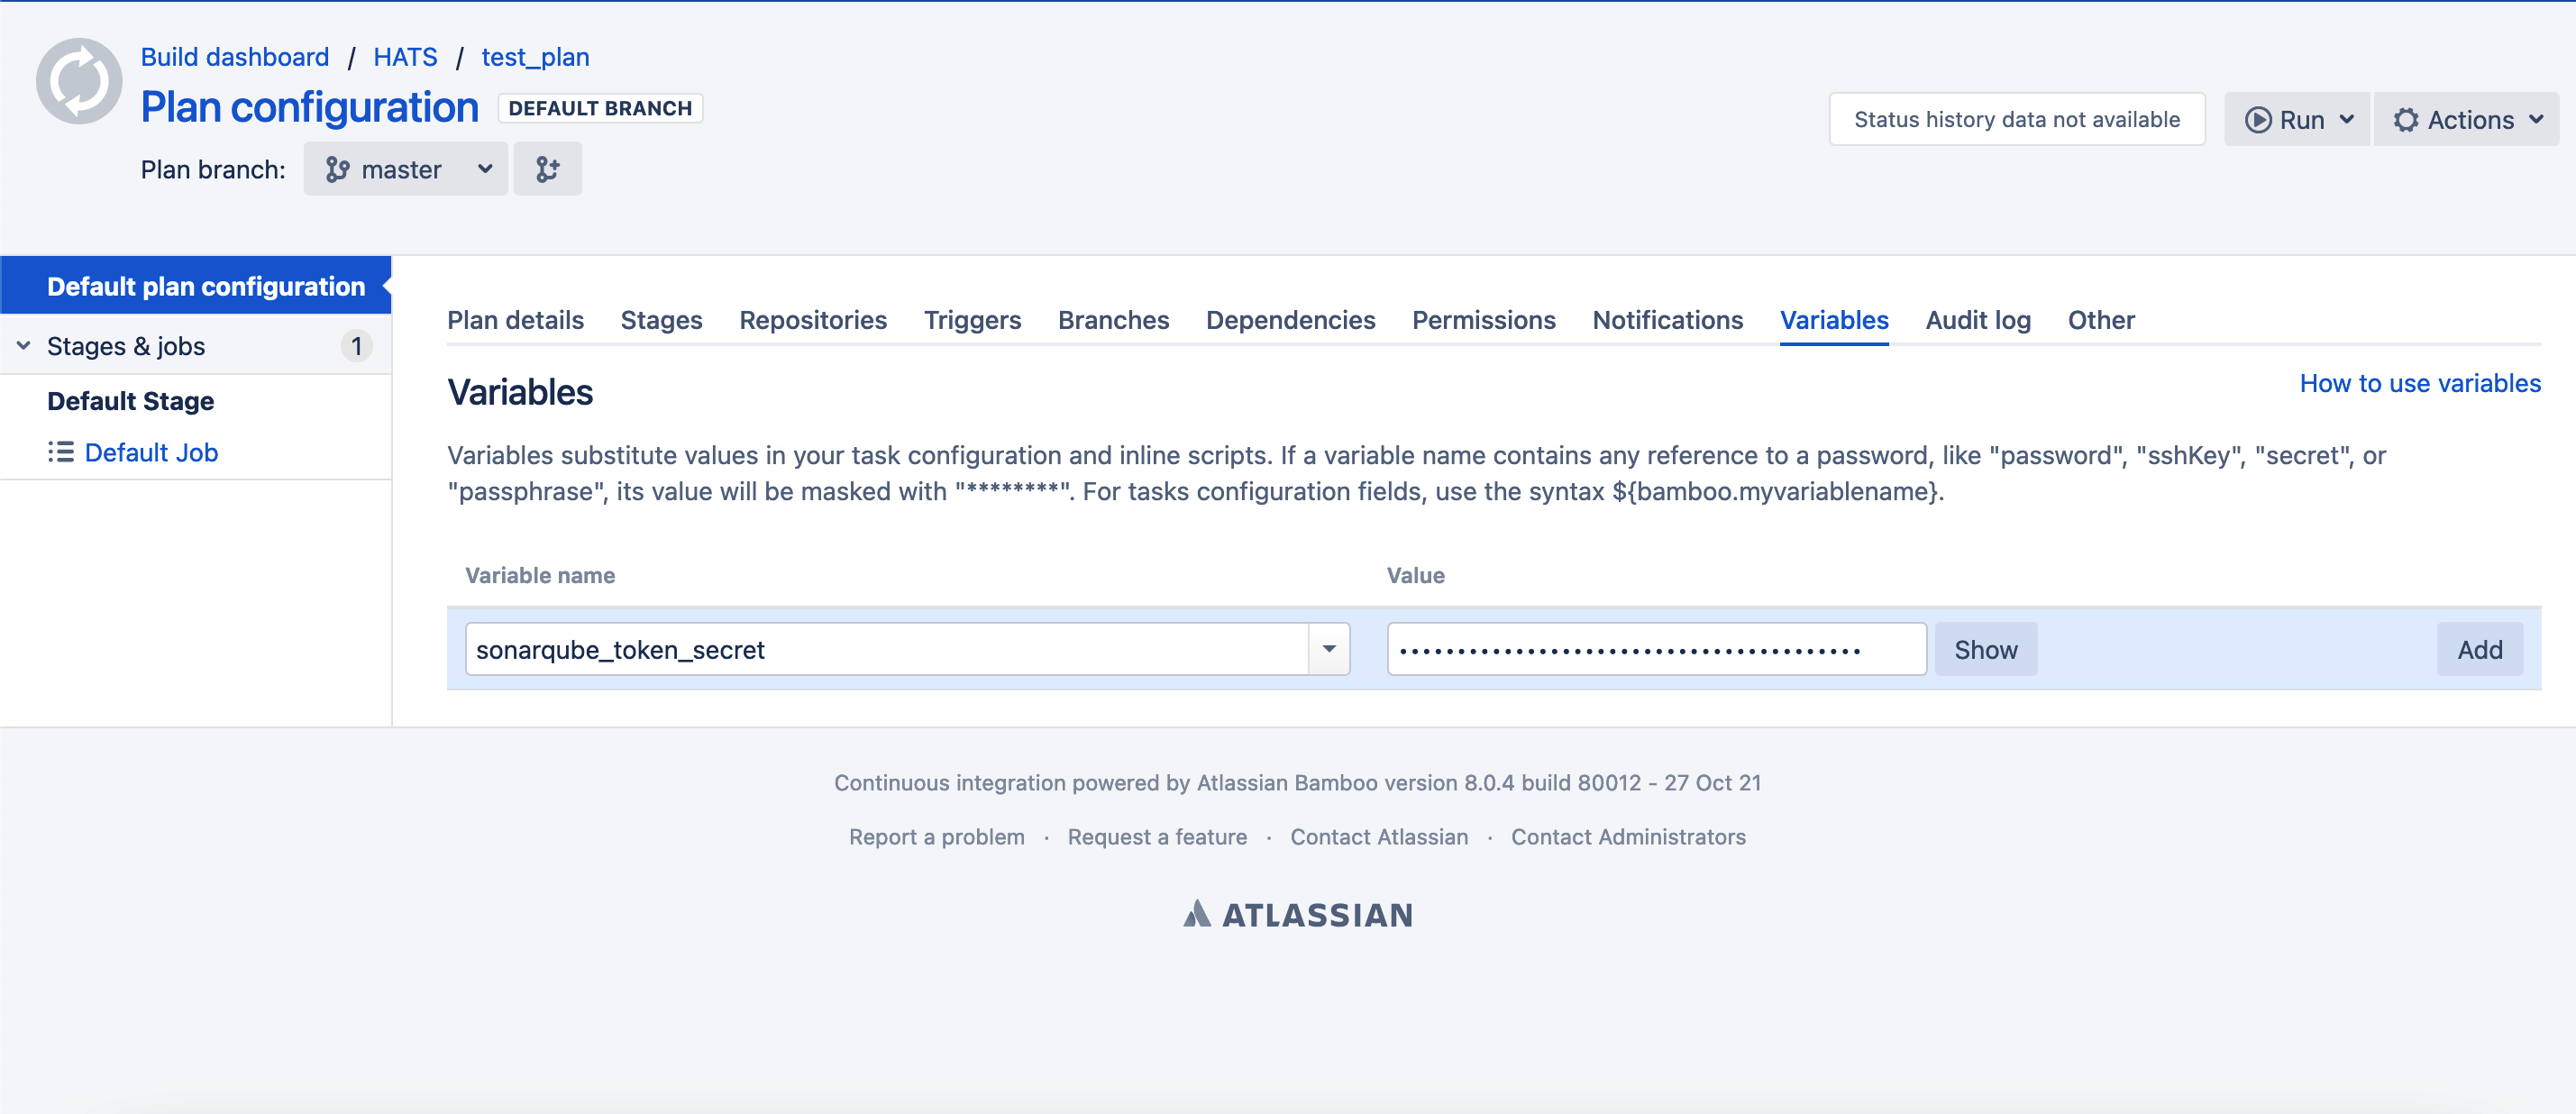 Build dashboard / HATS / test_plan
Plan configuration DEFAULT BRANCH
Status history data not available
Run
Actions
Plan branch: master
Default plan configuration
Stages & jobs 1
Default Stage
Default Job
Plan details Stages Repositories Triggers Branches Dependencies Permissions Notifications Variables Audit log Other
Variables
How to use variables
Variables substitute values in your task configuration and inline scripts. If a variable name contains any reference to a password, like "password", "sshKey", "secret", or
"passphrase", its value will be masked with "********". For tasks configuration fields, use the syntax ${bamboo.myvariablename}.
Variable name Value
sonarqube_token_secret •••••••••••••••••••••••••••••••••••••••• Show Add
Continuous integration powered by Atlassian Bamboo version 8.0.4 build 80012 - 27 Oct 21
Report a problem · Request a feature · Contact Atlassian · Contact Administrators
ATLASSIAN